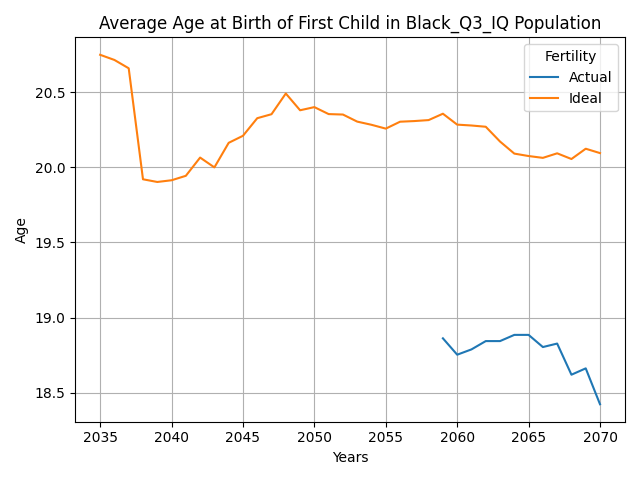 Average Age at Birth of First Child in Black_Q3_IQ Population
Fertility
Actual
Ideal
20.5
20.0
19.5
19.0
18.5
Age
2035 2040 2045 2050 2055 2060 2065 2070
Years